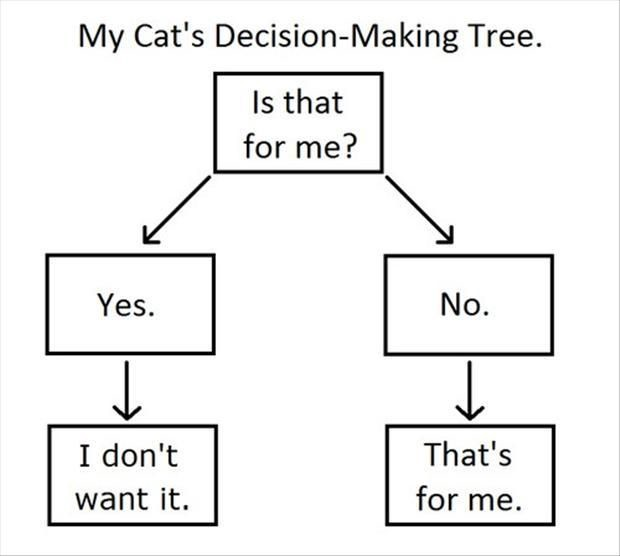 My Cat's Decision-Making Tree.
Is that
for me?
Yes.
No.
I don't
want it.
That's
for me.